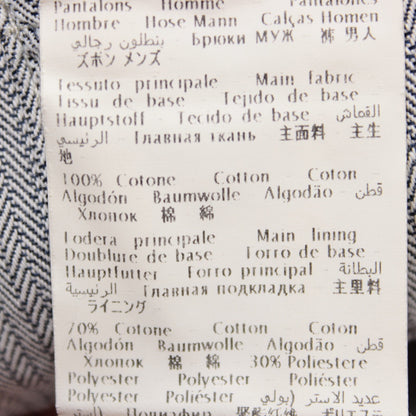 Pantalons Homme - Pantalones
Hombre - Hose Mann - Calças Homen
بنطلون رجالي - Брюки МУЖ - 裤 男人
ズボン メンズ
Tessuto principale - Main fabric
Tissu de base - Tejido de base
Hauptstoff - Tecido de base - القماش
الرئيسي - Главная ткань - 主面料 - 主生
地
100% Cotone - Cotton - Coton -
Algodón - Baumwolle - Algodão - قطن
- Хлопок - 棉 - 綿
Fodera principale - Main lining
Doublure de base - Forro de base -
Hauptfutter - Forro principal - البطانة
الرئيسية - Главная подкладка - 主里料
- ライニング
70% Cotone - Cotton - Coton -
Algodón - Baumwolle - Algodão - قطن
- Хлопок - 棉 - 綿 30% Poliestere
Polyester - Polyester - Poliéster
Polyester - Poliéster - عديد الاستر (بولي